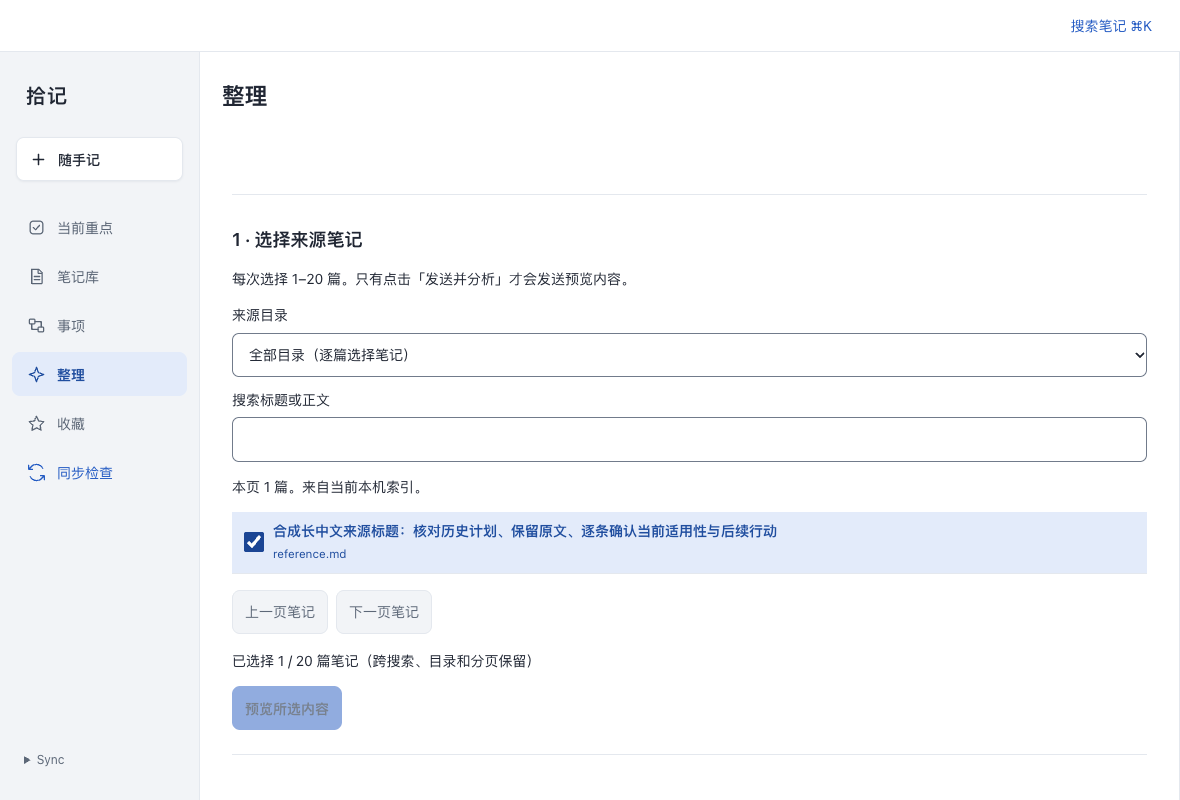 搜索笔记 ⌘K
拾记
随手记
当前重点
笔记库
事项
整理
收藏
同步检查
Sync
整理
1 · 选择来源笔记
每次选择 1–20 篇。只有点击「发送并分析」才会发送预览内容。
来源目录
全部目录（逐篇选择笔记）
搜索标题或正文
本页 1 篇。来自当前本机索引。
合成长中文来源标题：核对历史计划、保留原文、逐条确认当前适用性与后续行动
reference.md
上一页笔记 下一页笔记
已选择 1 / 20 篇笔记（跨搜索、目录和分页保留）
预览所选内容